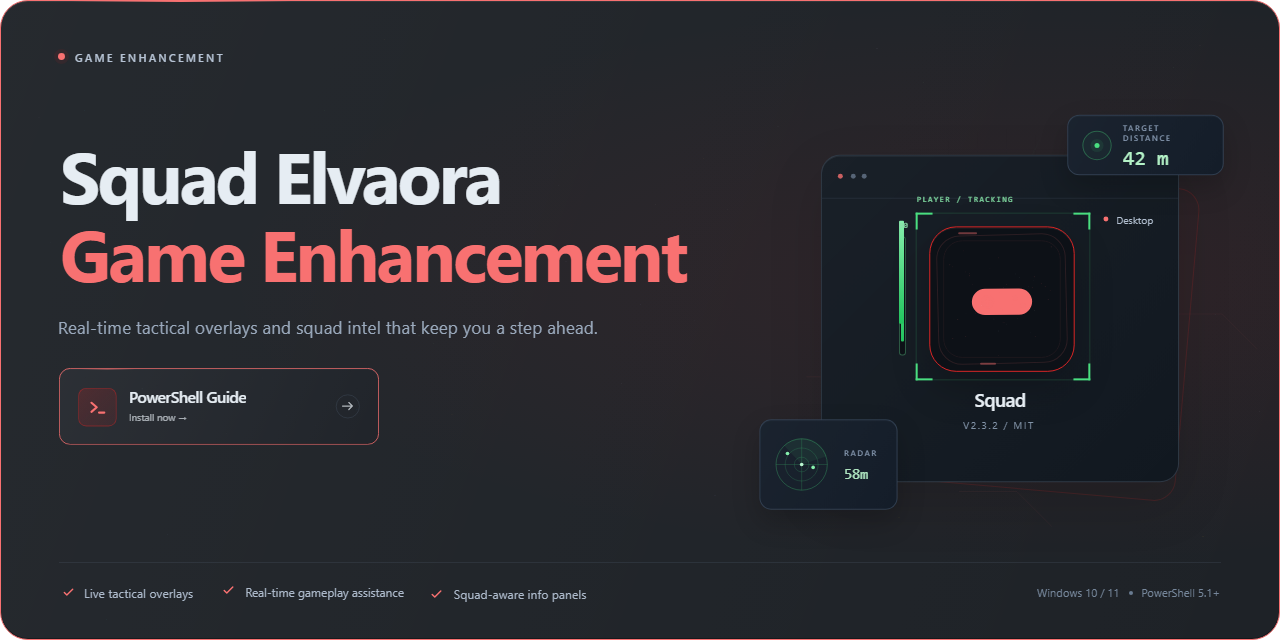 GAME ENHANCEMENT
Squad Elvaora
Game Enhancement
Real-time tactical overlays and squad intel that keep you a step ahead.
PowerShell Guide
Install now →
TARGET
DISTANCE
42 m
PLAYER / TRACKING
Desktop
Squad
V2.3.2 / MIT
RADAR
58m
Live tactical overlays
Real-time gameplay assistance
Squad-aware info panels
Windows 10 / 11 • PowerShell 5.1+